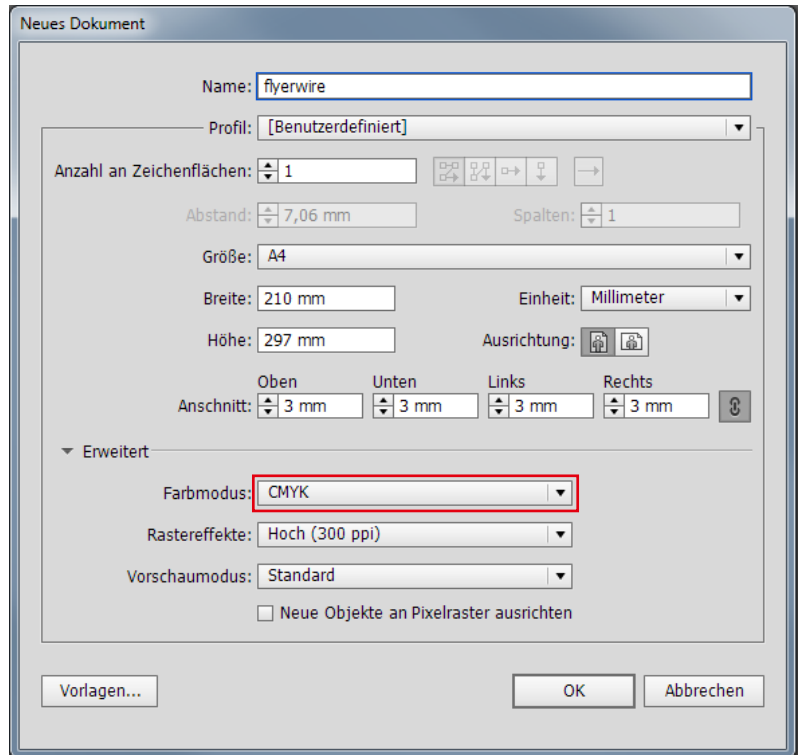 Neues Dokument
Name: flyerwire
Profil: [Benutzerdefiniert]
Anzahl an Zeichenflächen: 1
Abstand: 7,06 mm Spalten: 1
Größe: A4
Breite: 210 mm Einheit: Millimeter
Höhe: 297 mm Ausrichtung:
Oben Unten Links Rechts
Anschnitt: 3 mm 3 mm 3 mm 3 mm
Erweitert
Farbmodus: CMYK
Rastereffekte: Hoch (300 ppi)
Vorschaumodus: Standard
Neue Objekte an Pixelraster ausrichten
Vorlagen... OK Abbrechen